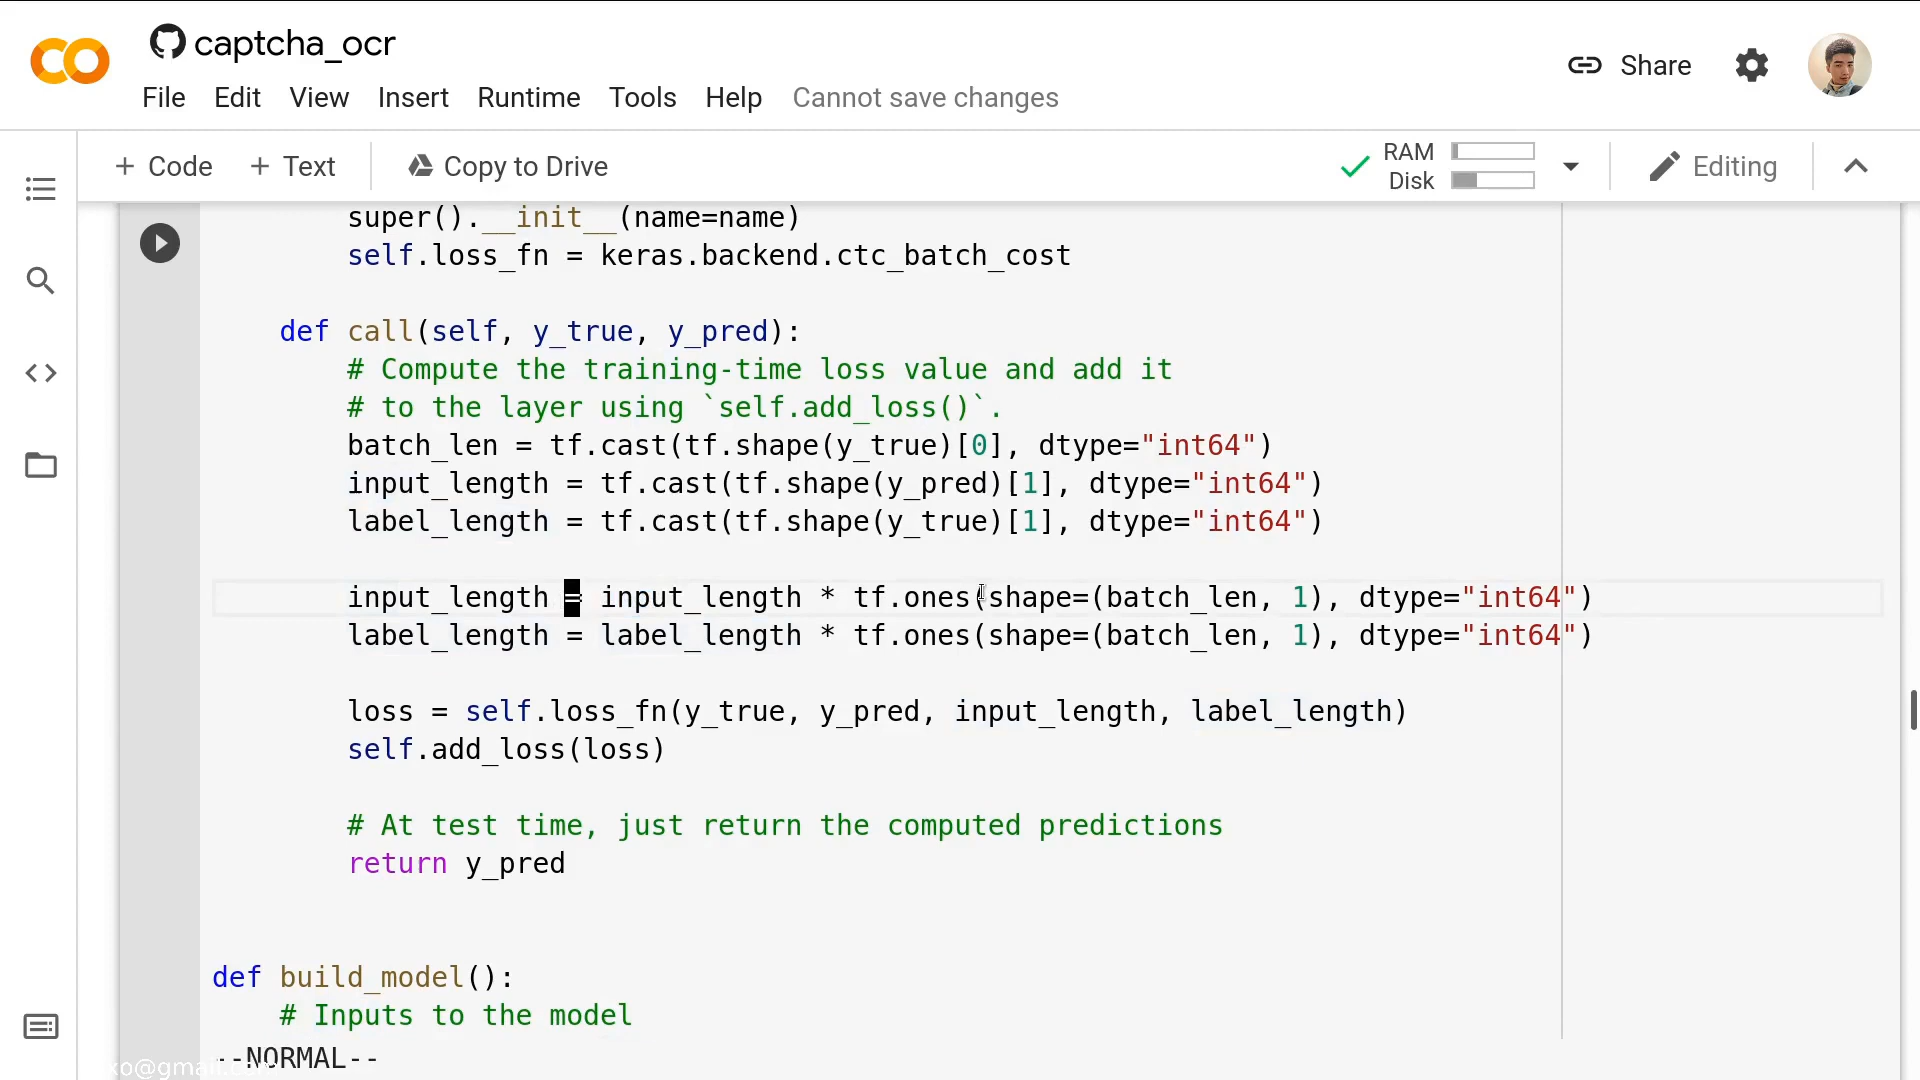 captcha_ocr
File Edit View Insert Runtime Tools Help Cannot save changes
Share
+ Code + Text Copy to Drive
RAM
Disk
Editing
super().__init__(name=name)
self.loss_fn = keras.backend.ctc_batch_cost
def call(self, y_true, y_pred):
# Compute the training-time loss value and add it
# to the layer using `self.add_loss()`.
batch_len = tf.cast(tf.shape(y_true)[0], dtype="int64")
input_length = tf.cast(tf.shape(y_pred)[1], dtype="int64")
label_length = tf.cast(tf.shape(y_true)[1], dtype="int64")
input_length = input_length * tf.ones(shape=(batch_len, 1), dtype="int64")
label_length = label_length * tf.ones(shape=(batch_len, 1), dtype="int64")
loss = self.loss_fn(y_true, y_pred, input_length, label_length)
self.add_loss(loss)
# At test time, just return the computed predictions
return y_pred
def build_model():
# Inputs to the model
--NORMAL--